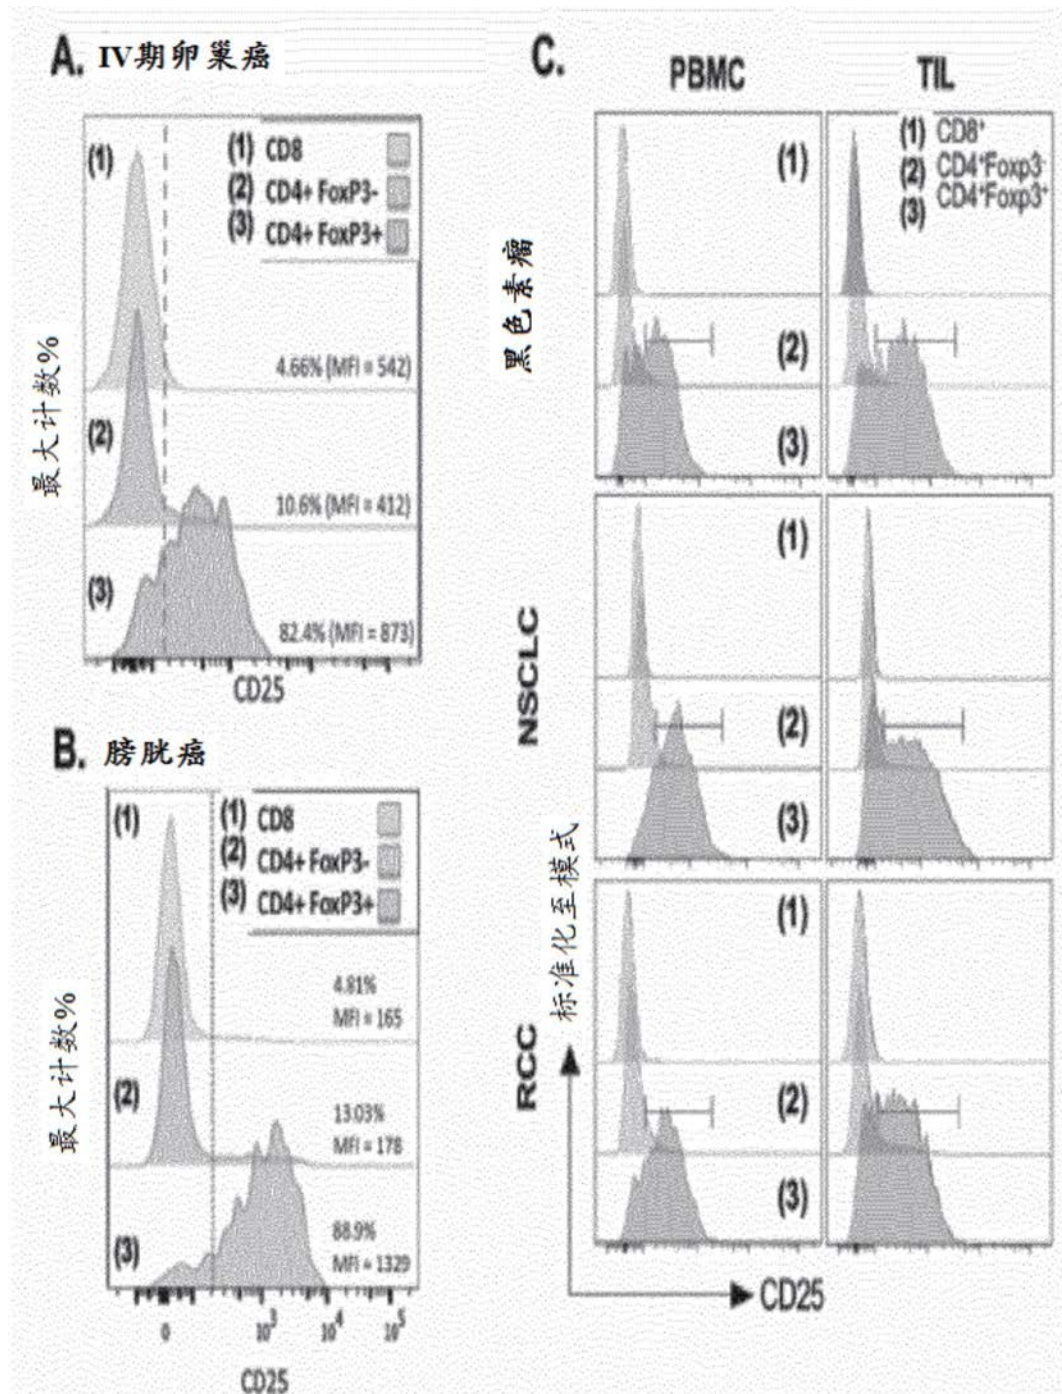 A. IV期卵巢癌
(1)
(1) CD8
(2) CD4+ FoxP3-
(3) CD4+ FoxP3+
4.66% (MFI = 542)
(2)
10.6% (MFI = 412)
(3)
82.4% (MFI = 873)
最大计数%
CD25
B. 膀胱癌
(1)
(1) CD8
(2) CD4+ FoxP3-
(3) CD4+ FoxP3+
4.81%
MFI = 165
(2)
13.03%
MFI = 178
(3)
88.9%
MFI = 1329
最大计数%
0 10³ 10⁴ 10⁵
CD25
C.
PBMC TIL
黑色素瘤
(1)
(2)
(3)
(1) CD8⁺
(2) CD4⁺Foxp3⁻
(3) CD4⁺Foxp3⁺
NSCLC
(1)
(2)
(3)
RCC
(1)
(2)
(3)
标准化至模式
CD25